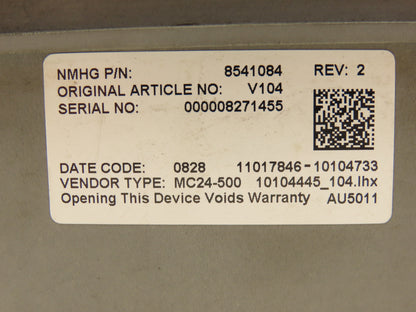 NMHG P/N: 8541084 REV: 2
ORIGINAL ARTICLE NO: V104
SERIAL NO: 000008271455
DATE CODE: 0828 11017846-10104733
VENDOR TYPE: MC24-500 10104445_104.lhx
Opening This Device Voids Warranty AU5011